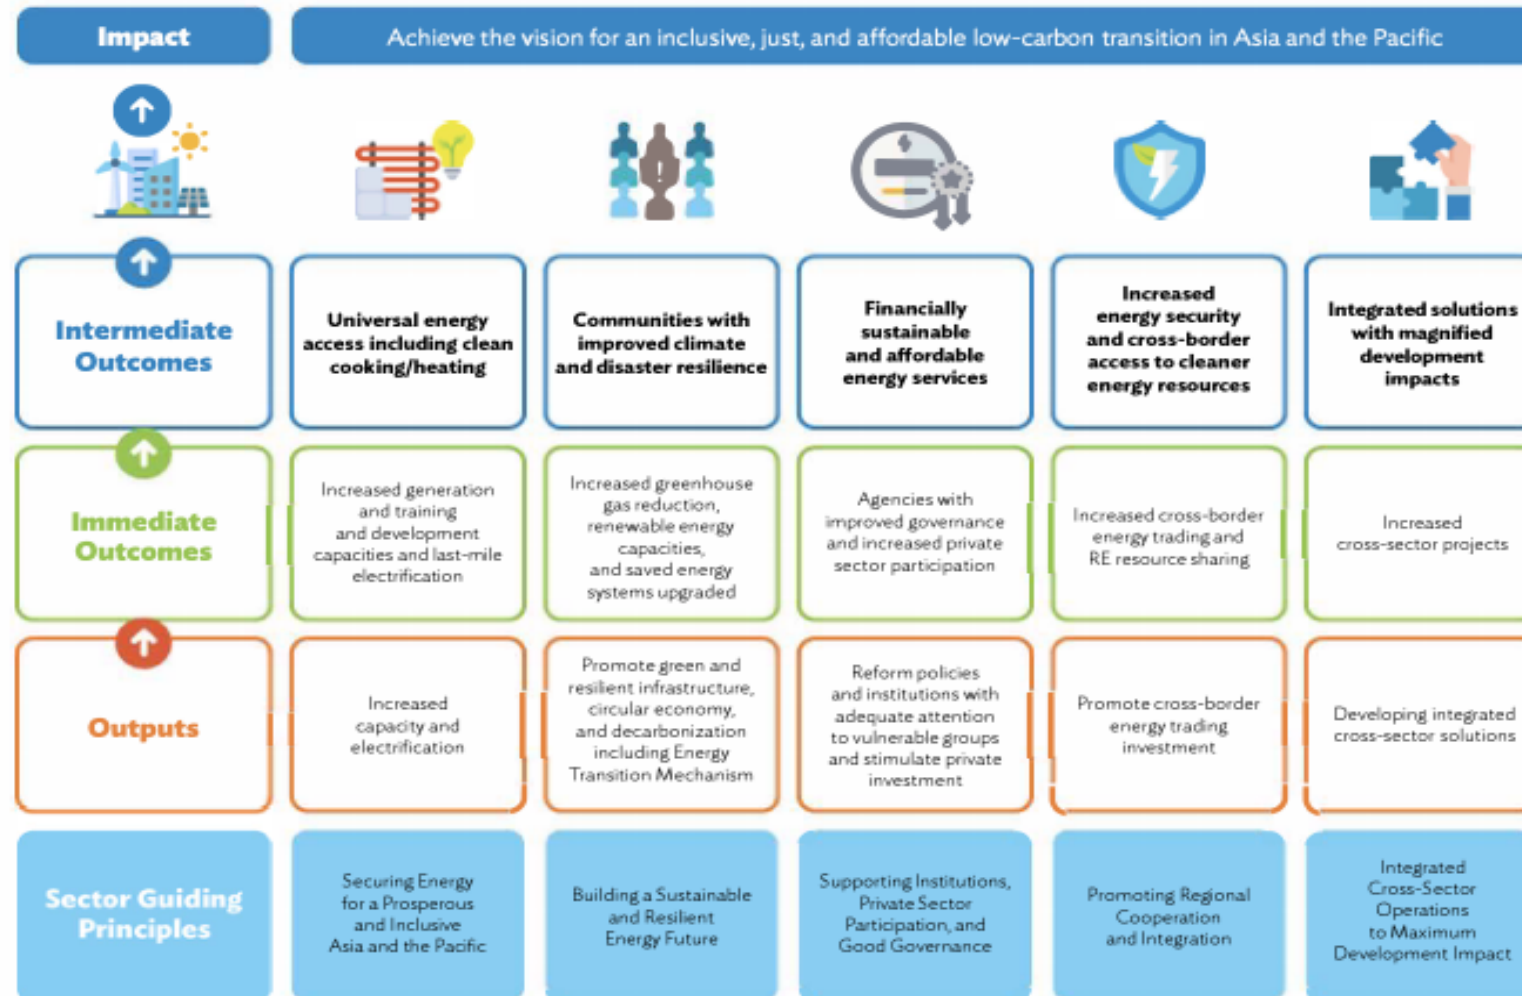 Impact
Achieve the vision for an inclusive, just, and affordable low-carbon transition in Asia and the Pacific
Intermediate
Outcomes
Universal energy
access including clean
cooking/heating
Communities with
improved climate
and disaster resilience
Financially
sustainable
and affordable
energy services
Increased
energy security
and cross-border
access to cleaner
energy resources
Integrated solutions
with magnified
development
impacts
Immediate
Outcomes
Increased generation
and training
and development
capacities and last-mile
electrification
Increased greenhouse
gas reduction,
renewable energy
capacities,
and saved energy
systems upgraded
Agencies with
improved governance
and increased private
sector participation
Increased cross-border
energy trading and
RE resource sharing
Increased
cross-sector projects
Outputs
Increased
capacity and
electrification
Promote green and
resilient infrastructure,
circular economy,
and decarbonization
including Energy
Transition Mechanism
Reform policies
and institutions with
adequate attention
to vulnerable groups
and stimulate private
investment
Promote cross-border
energy trading
investment
Developing integrated
cross-sector solutions
Sector Guiding
Principles
Securing Energy
for a Prosperous
and Inclusive
Asia and the Pacific
Building a Sustainable
and Resilient
Energy Future
Supporting Institutions,
Private Sector
Participation, and
Good Governance
Promoting Regional
Cooperation
and Integration
Integrated
Cross-Sector
Operations
to Maximum
Development Impact